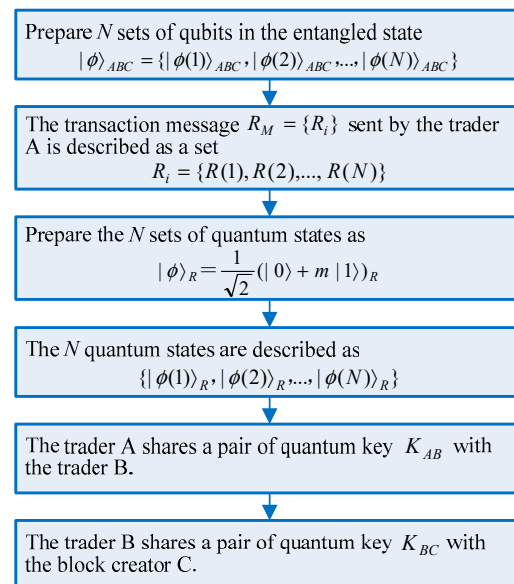 Prepare N sets of qubits in the entangled state
|ϕ⟩_ABC = {|ϕ(1)⟩_ABC, |ϕ(2)⟩_ABC,..., |ϕ(N)⟩_ABC}
The transaction message R_M = {R_i} sent by the trader
A is described as a set
R_i = {R(1), R(2),..., R(N)}
Prepare the N sets of quantum states as
|ϕ⟩_R = 1/√2 (|0⟩ + m|1⟩)_R
The N quantum states are described as
{|ϕ(1)⟩_R, |ϕ(2)⟩_R,..., |ϕ(N)⟩_R}
The trader A shares a pair of quantum key K_AB with
the trader B.
The trader B shares a pair of quantum key K_BC with
the block creator C.